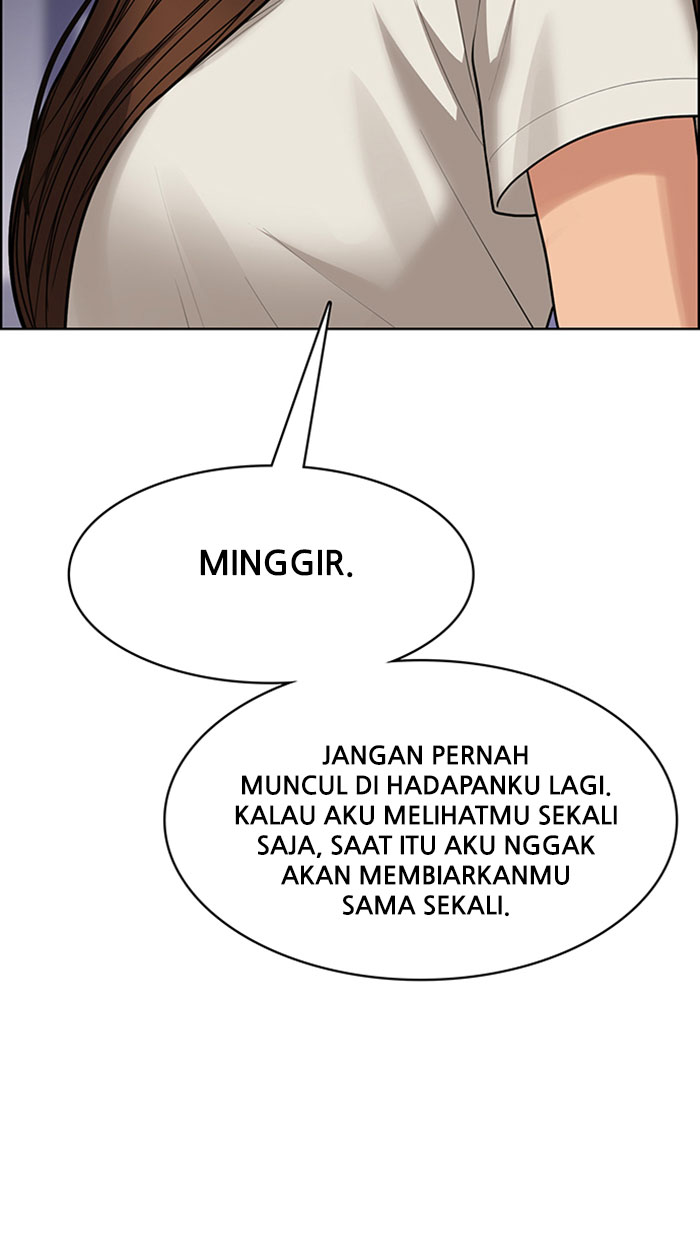 MINGGIR.
JANGAN PERNAH
MUNCUL DI HADAPANKU LAGI.
KALAU AKU MELIHATMU SEKALI
SAJA, SAAT ITU AKU NGGAK
AKAN MEMBIARKANMU
SAMA SEKALI.